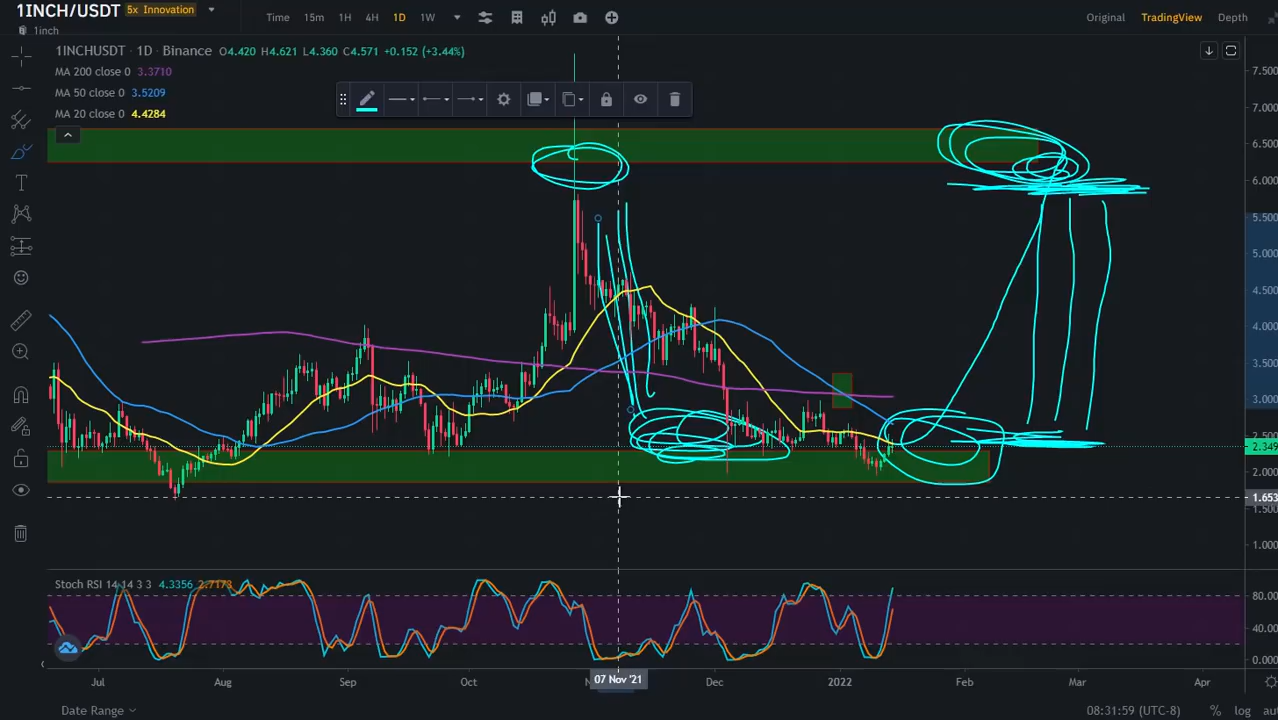 1INCH/USDT 5x Innovation
1inch
Time 15m 1H 4H 1D 1W
Original TradingView Depth
1INCHUSDT · 1D · Binance O4.420 H4.621 L4.360 C4.571 +0.152 (+3.44%)
MA 200 close 0 3.3710
MA 50 close 0 3.5209
MA 20 close 0 4.4284
7.500
7.000
6.500
6.000
5.500
5.000
4.500
4.000
3.500
3.000
2.349
2.000
1.653
1.500
1.000
Stoch RSI 14 14 3 3 4.3356 2.7173
80.00
40.00
0.000
Jul Aug Sep Oct 07 Nov '21 Dec 2022 Feb Mar Apr
Date Range 08:31:59 (UTC-8) % log